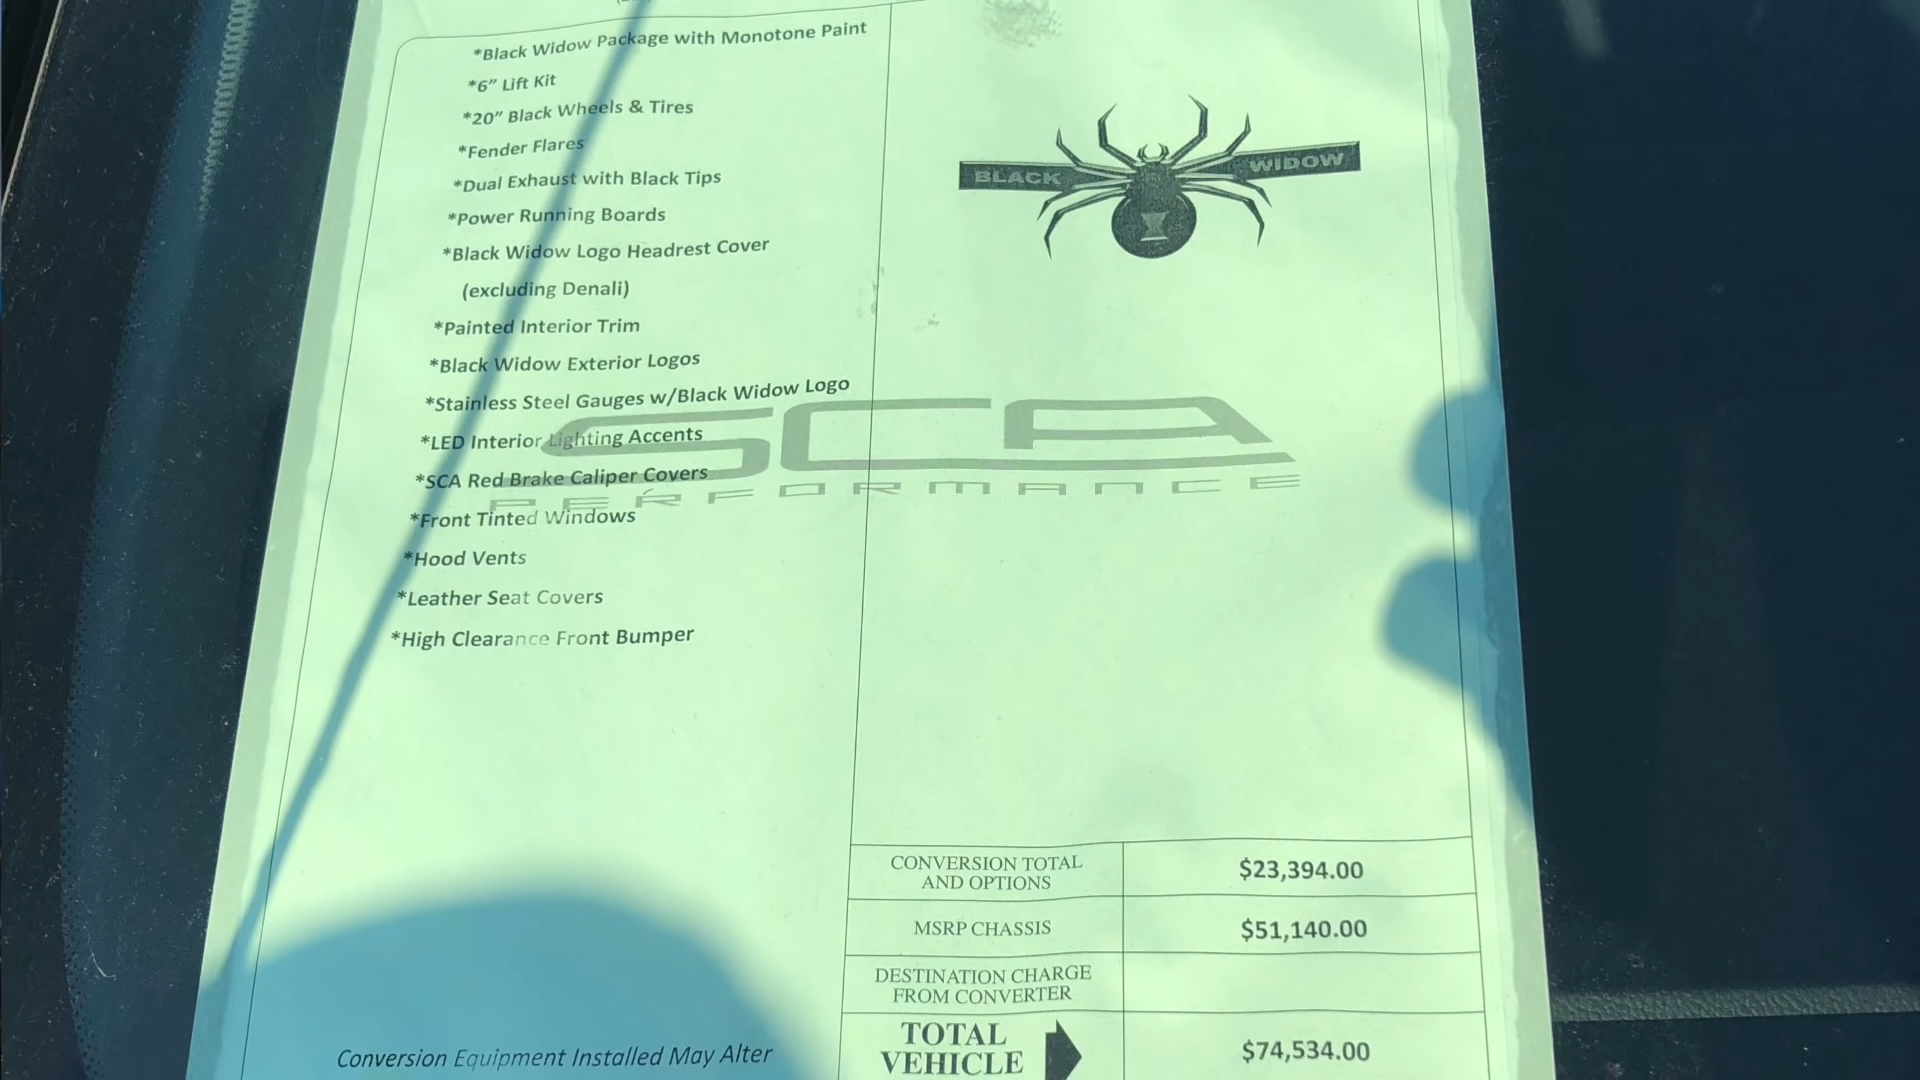 *Black Widow Package with Monotone Paint
*6” Lift Kit
*20” Black Wheels & Tires
*Fender Flares
*Dual Exhaust with Black Tips
*Power Running Boards
*Black Widow Logo Headrest Cover
(excluding Denali)
*Painted Interior Trim
*Black Widow Exterior Logos
*Stainless Steel Gauges w/Black Widow Logo
*LED Interior Lighting Accents
*SCA Red Brake Caliper Covers
*Front Tinted Windows
*Hood Vents
*Leather Seat Covers
*High Clearance Front Bumper
Conversion Equipment Installed May Alter
BLACK WIDOW
SCA
PERFORMANCE
CONVERSION TOTAL
AND OPTIONS
$23,394.00
MSRP CHASSIS
$51,140.00
DESTINATION CHARGE
FROM CONVERTER
TOTAL
VEHICLE
$74,534.00